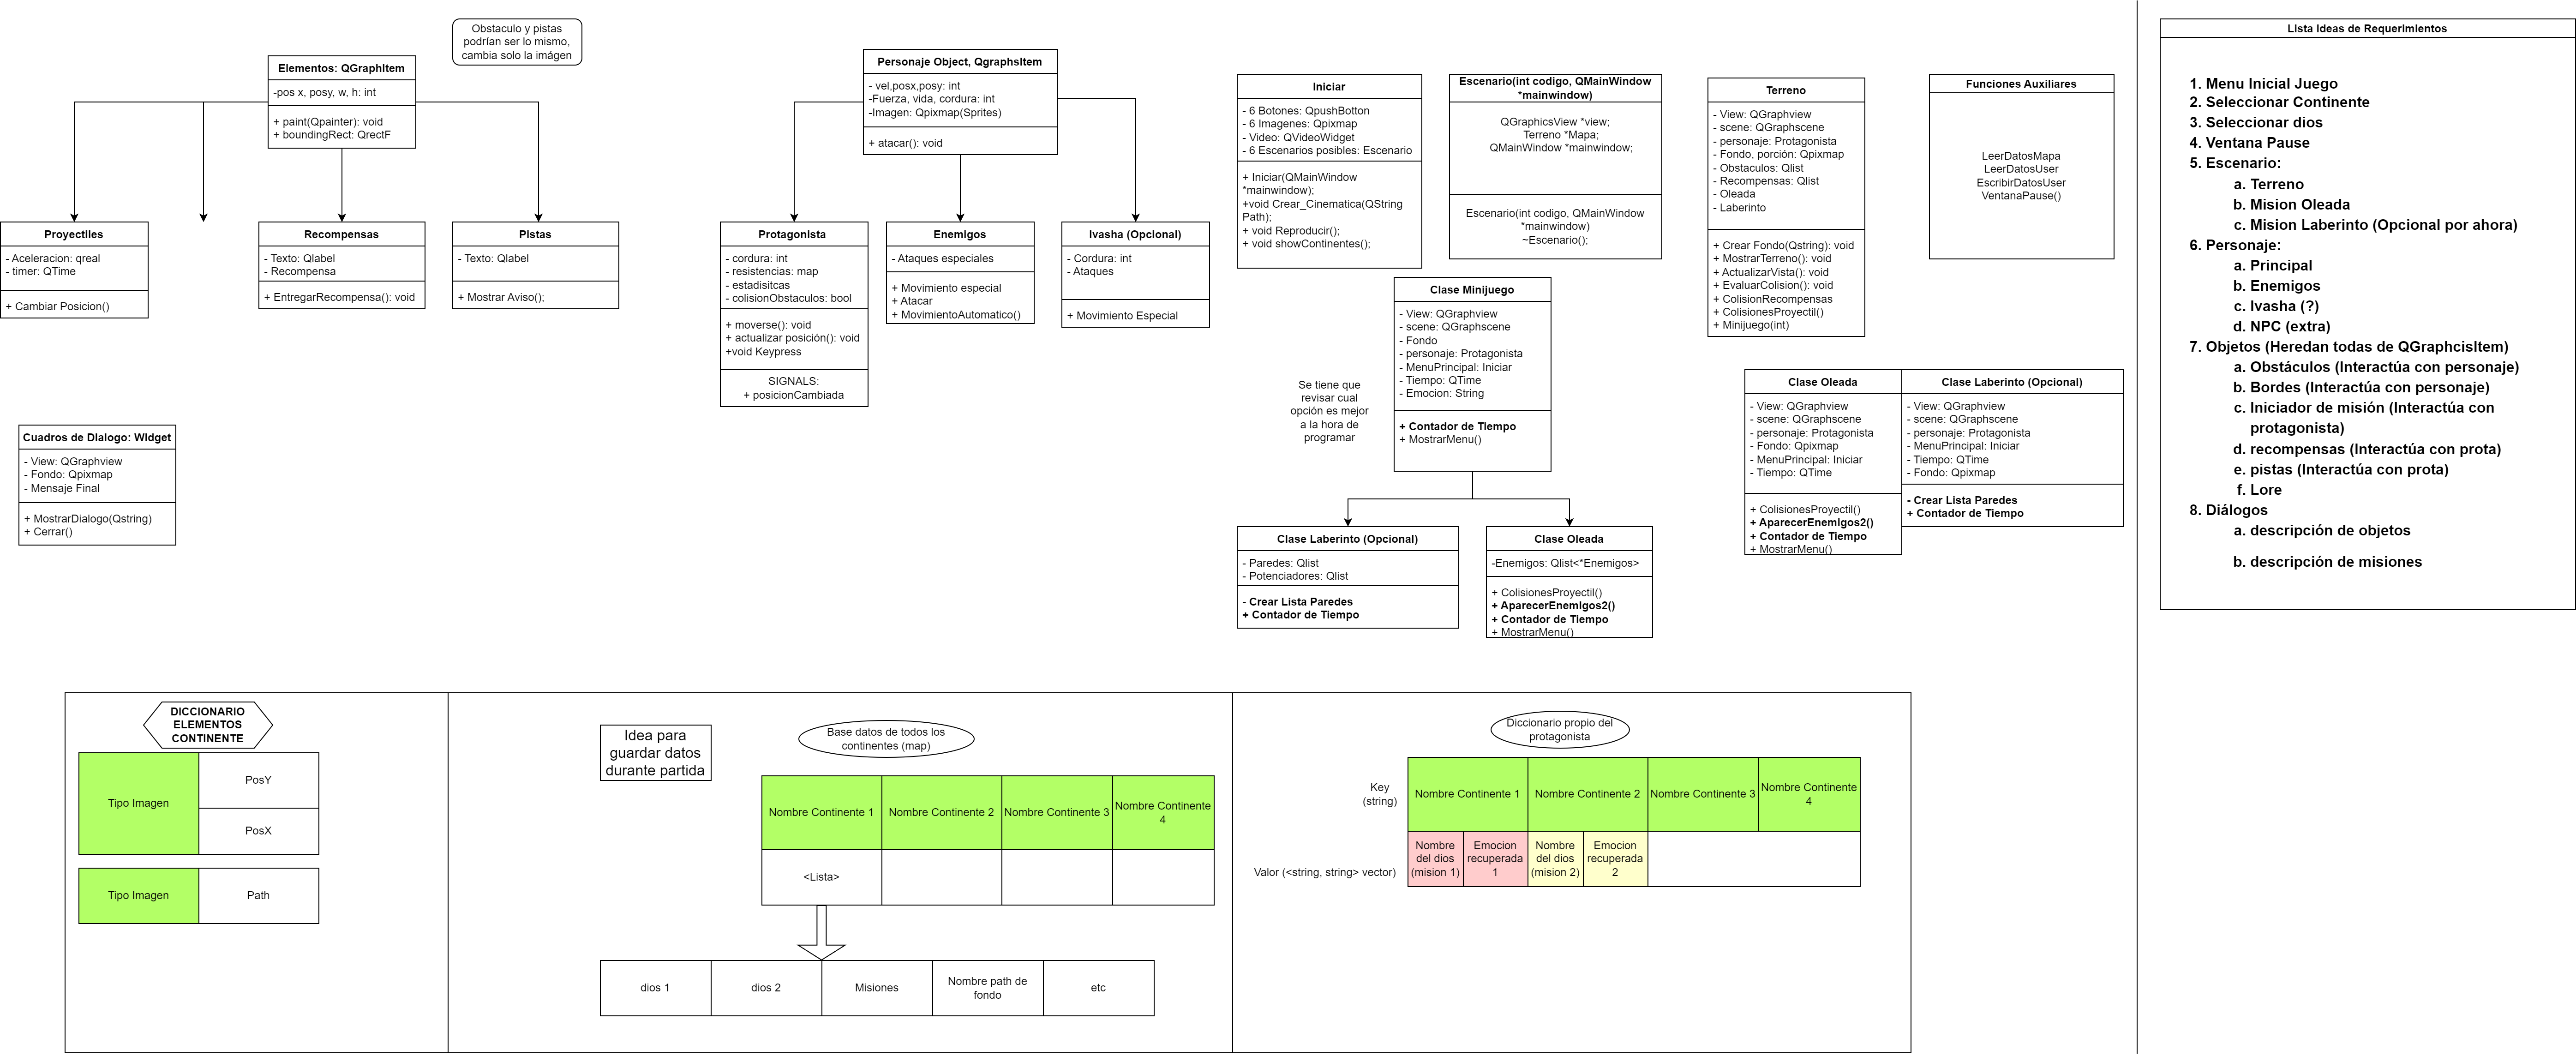 Obstaculo y pistas
podrían ser lo mismo,
cambia solo la imágen
Elementos: QGraphItem
-pos x, posy, w, h: int
+ paint(Qpainter): void
+ boundingRect: QrectF
Proyectiles
- Aceleracion: qreal
- timer: QTime
+ Cambiar Posicion()
Recompensas
- Texto: Qlabel
- Recompensa
+ EntregarRecompensa(): void
Pistas
- Texto: Qlabel
+ Mostrar Aviso();
Cuadros de Dialogo: Widget
- View: QGraphview
- Fondo: Qpixmap
- Mensaje Final
+ MostrarDialogo(Qstring)
+ Cerrar()
Personaje Object, QgraphsItem
- vel,posx,posy: int
-Fuerza, vida, cordura: int
-Imagen: Qpixmap(Sprites)
+ atacar(): void
Protagonista
- cordura: int
- resistencias: map
- estadisitcas
- colisionObstaculos: bool
+ moverse(): void
+ actualizar posición(): void
+void Keypress
SIGNALS:
+ posicionCambiada
Enemigos
- Ataques especiales
+ Movimiento especial
+ Atacar
+ MovimientoAutomatico()
Ivasha (Opcional)
- Cordura: int
- Ataques
+ Movimiento Especial
Iniciar
- 6 Botones: QpushBotton
- 6 Imagenes: Qpixmap
- Video: QVideoWidget
- 6 Escenarios posibles: Escenario
+ Iniciar(QMainWindow
*mainwindow);
+void Crear_Cinematica(QString
Path);
+ void Reproducir();
+ void showContinentes();
Escenario(int codigo, QMainWindow
*mainwindow)
QGraphicsView *view;
Terreno *Mapa;
QMainWindow *mainwindow;
Escenario(int codigo, QMainWindow
*mainwindow)
~Escenario();
Terreno
- View: QGraphview
- scene: QGraphscene
- personaje: Protagonista
- Fondo, porción: Qpixmap
- Obstaculos: Qlist
- Recompensas: Qlist
- Oleada
- Laberinto
+ Crear Fondo(Qstring): void
+ MostrarTerreno(): void
+ ActualizarVista(): void
+ EvaluarColision(): void
+ ColisionRecompensas
+ ColisionesProyectil()
+ Minijuego(int)
Funciones Auxiliares
LeerDatosMapa
LeerDatosUser
EscribirDatosUser
VentanaPause()
Se tiene que
revisar cual
opción es mejor
a la hora de
programar
Clase Minijuego
- View: QGraphview
- scene: QGraphscene
- Fondo
- personaje: Protagonista
- MenuPrincipal: Iniciar
- Tiempo: QTime
- Emocion: String
+ Contador de Tiempo
+ MostrarMenu()
Clase Laberinto (Opcional)
- Paredes: Qlist
- Potenciadores: Qlist
- Crear Lista Paredes
+ Contador de Tiempo
Clase Oleada
-Enemigos: Qlist<*Enemigos>
+ ColisionesProyectil()
+ AparecerEnemigos2()
+ Contador de Tiempo
+ MostrarMenu()
Clase Oleada
- View: QGraphview
- scene: QGraphscene
- personaje: Protagonista
- Fondo: Qpixmap
- MenuPrincipal: Iniciar
- Tiempo: QTime
+ ColisionesProyectil()
+ AparecerEnemigos2()
+ Contador de Tiempo
+ MostrarMenu()
Clase Laberinto (Opcional)
- View: QGraphview
- scene: QGraphscene
- personaje: Protagonista
- MenuPrincipal: Iniciar
- Tiempo: QTime
- Fondo: Qpixmap
- Crear Lista Paredes
+ Contador de Tiempo
Lista Ideas de Requerimientos
1. Menu Inicial Juego
2. Seleccionar Continente
3. Seleccionar dios
4. Ventana Pause
5. Escenario:
a. Terreno
b. Mision Oleada
c. Mision Laberinto (Opcional por ahora)
6. Personaje:
a. Principal
b. Enemigos
c. Ivasha (?)
d. NPC (extra)
7. Objetos (Heredan todas de QGraphcisItem)
a. Obstáculos (Interactúa con personaje)
b. Bordes (Interactúa con personaje)
c. Iniciador de misión (Interactúa con
protagonista)
d. recompensas (Interactúa con prota)
e. pistas (Interactúa con prota)
f. Lore
8. Diálogos
a. descripción de objetos
b. descripción de misiones
DICCIONARIO
ELEMENTOS
CONTINENTE
Tipo Imagen
PosY
PosX
Tipo Imagen
Path
Idea para
guardar datos
durante partida
Base datos de todos los
continentes (map)
Nombre Continente 1
Nombre Continente 2
Nombre Continente 3
Nombre Continente
4
<Lista>
dios 1
dios 2
Misiones
Nombre path de
fondo
etc
Diccionario propio del
protagonista
Key
(string)
Nombre Continente 1
Nombre Continente 2
Nombre Continente 3
Nombre Continente
4
Valor (<string, string> vector)
Nombre
del dios
(mision 1)
Emocion
recuperada
1
Nombre
del dios
(mision 2)
Emocion
recuperada
2